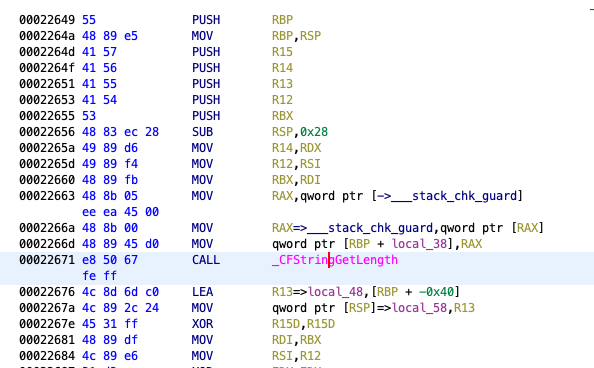 00022649 55 PUSH RBP
0002264a 48 89 e5 MOV RBP,RSP
0002264d 41 57 PUSH R15
0002264f 41 56 PUSH R14
00022651 41 55 PUSH R13
00022653 41 54 PUSH R12
00022655 53 PUSH RBX
00022656 48 83 ec 28 SUB RSP,0x28
0002265a 49 89 d6 MOV R14,RDX
0002265d 49 89 f4 MOV R12,RSI
00022660 48 89 fb MOV RBX,RDI
00022663 48 8b 05 MOV RAX,qword ptr [->___stack_chk_guard]
ee ea 45 00
0002266a 48 8b 00 MOV RAX=>___stack_chk_guard,qword ptr [RAX]
0002266d 48 89 45 d0 MOV qword ptr [RBP + local_38],RAX
00022671 e8 50 67 CALL _CFStringGetLength
fe ff
00022676 4c 8d 6d c0 LEA R13=>local_48,[RBP + -0x40]
0002267a 4c 89 2c 24 MOV qword ptr [RSP]=>local_58,R13
0002267e 45 31 ff XOR R15D,R15D
00022681 48 89 df MOV RDI,RBX
00022684 4c 89 e6 MOV RSI,R12